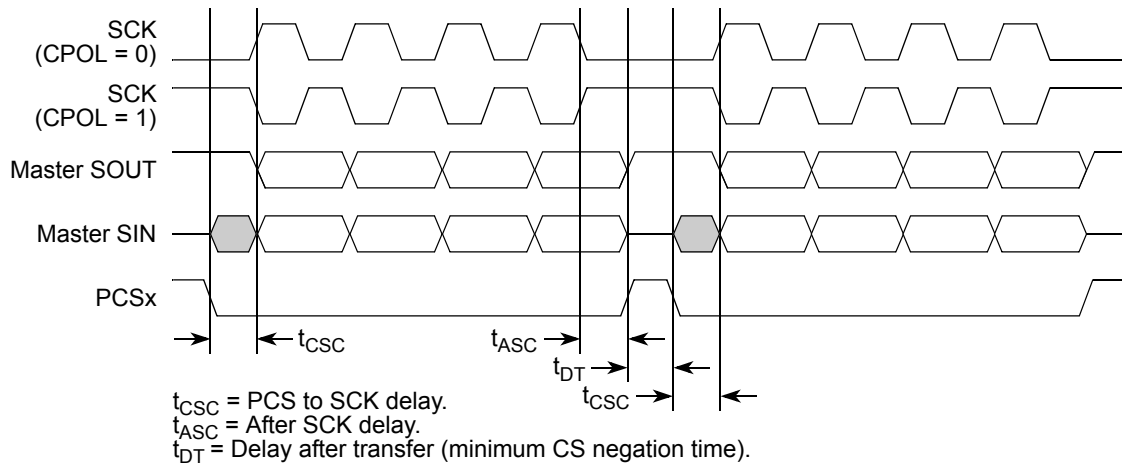 SCK
(CPOL = 0)
SCK
(CPOL = 1)
Master SOUT
Master SIN
PCSx
tCSC
tASC
tDT
tCSC
tCSC = PCS to SCK delay.
tASC = After SCK delay.
tDT = Delay after transfer (minimum CS negation time).